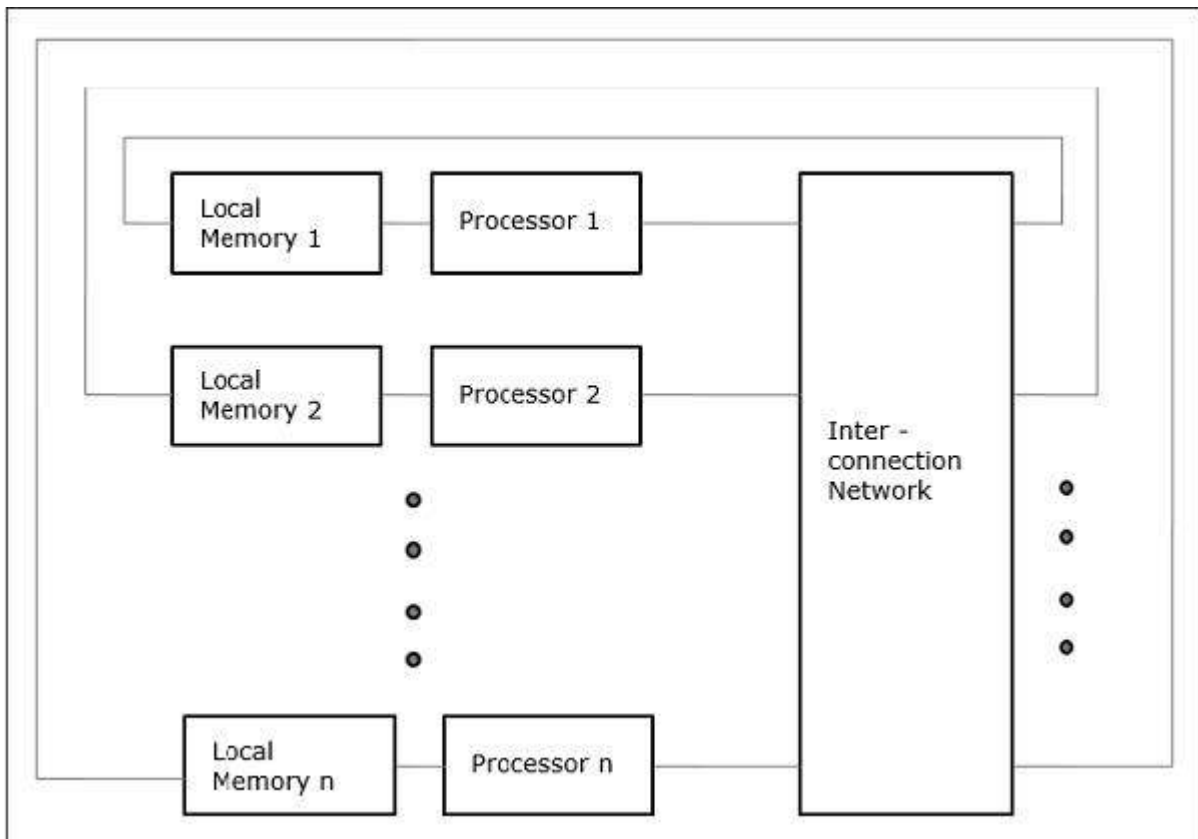 Local
Memory 1
Processor 1
Local
Memory 2
Processor 2
Inter -
connection
Network
Local
Memory n
Processor n